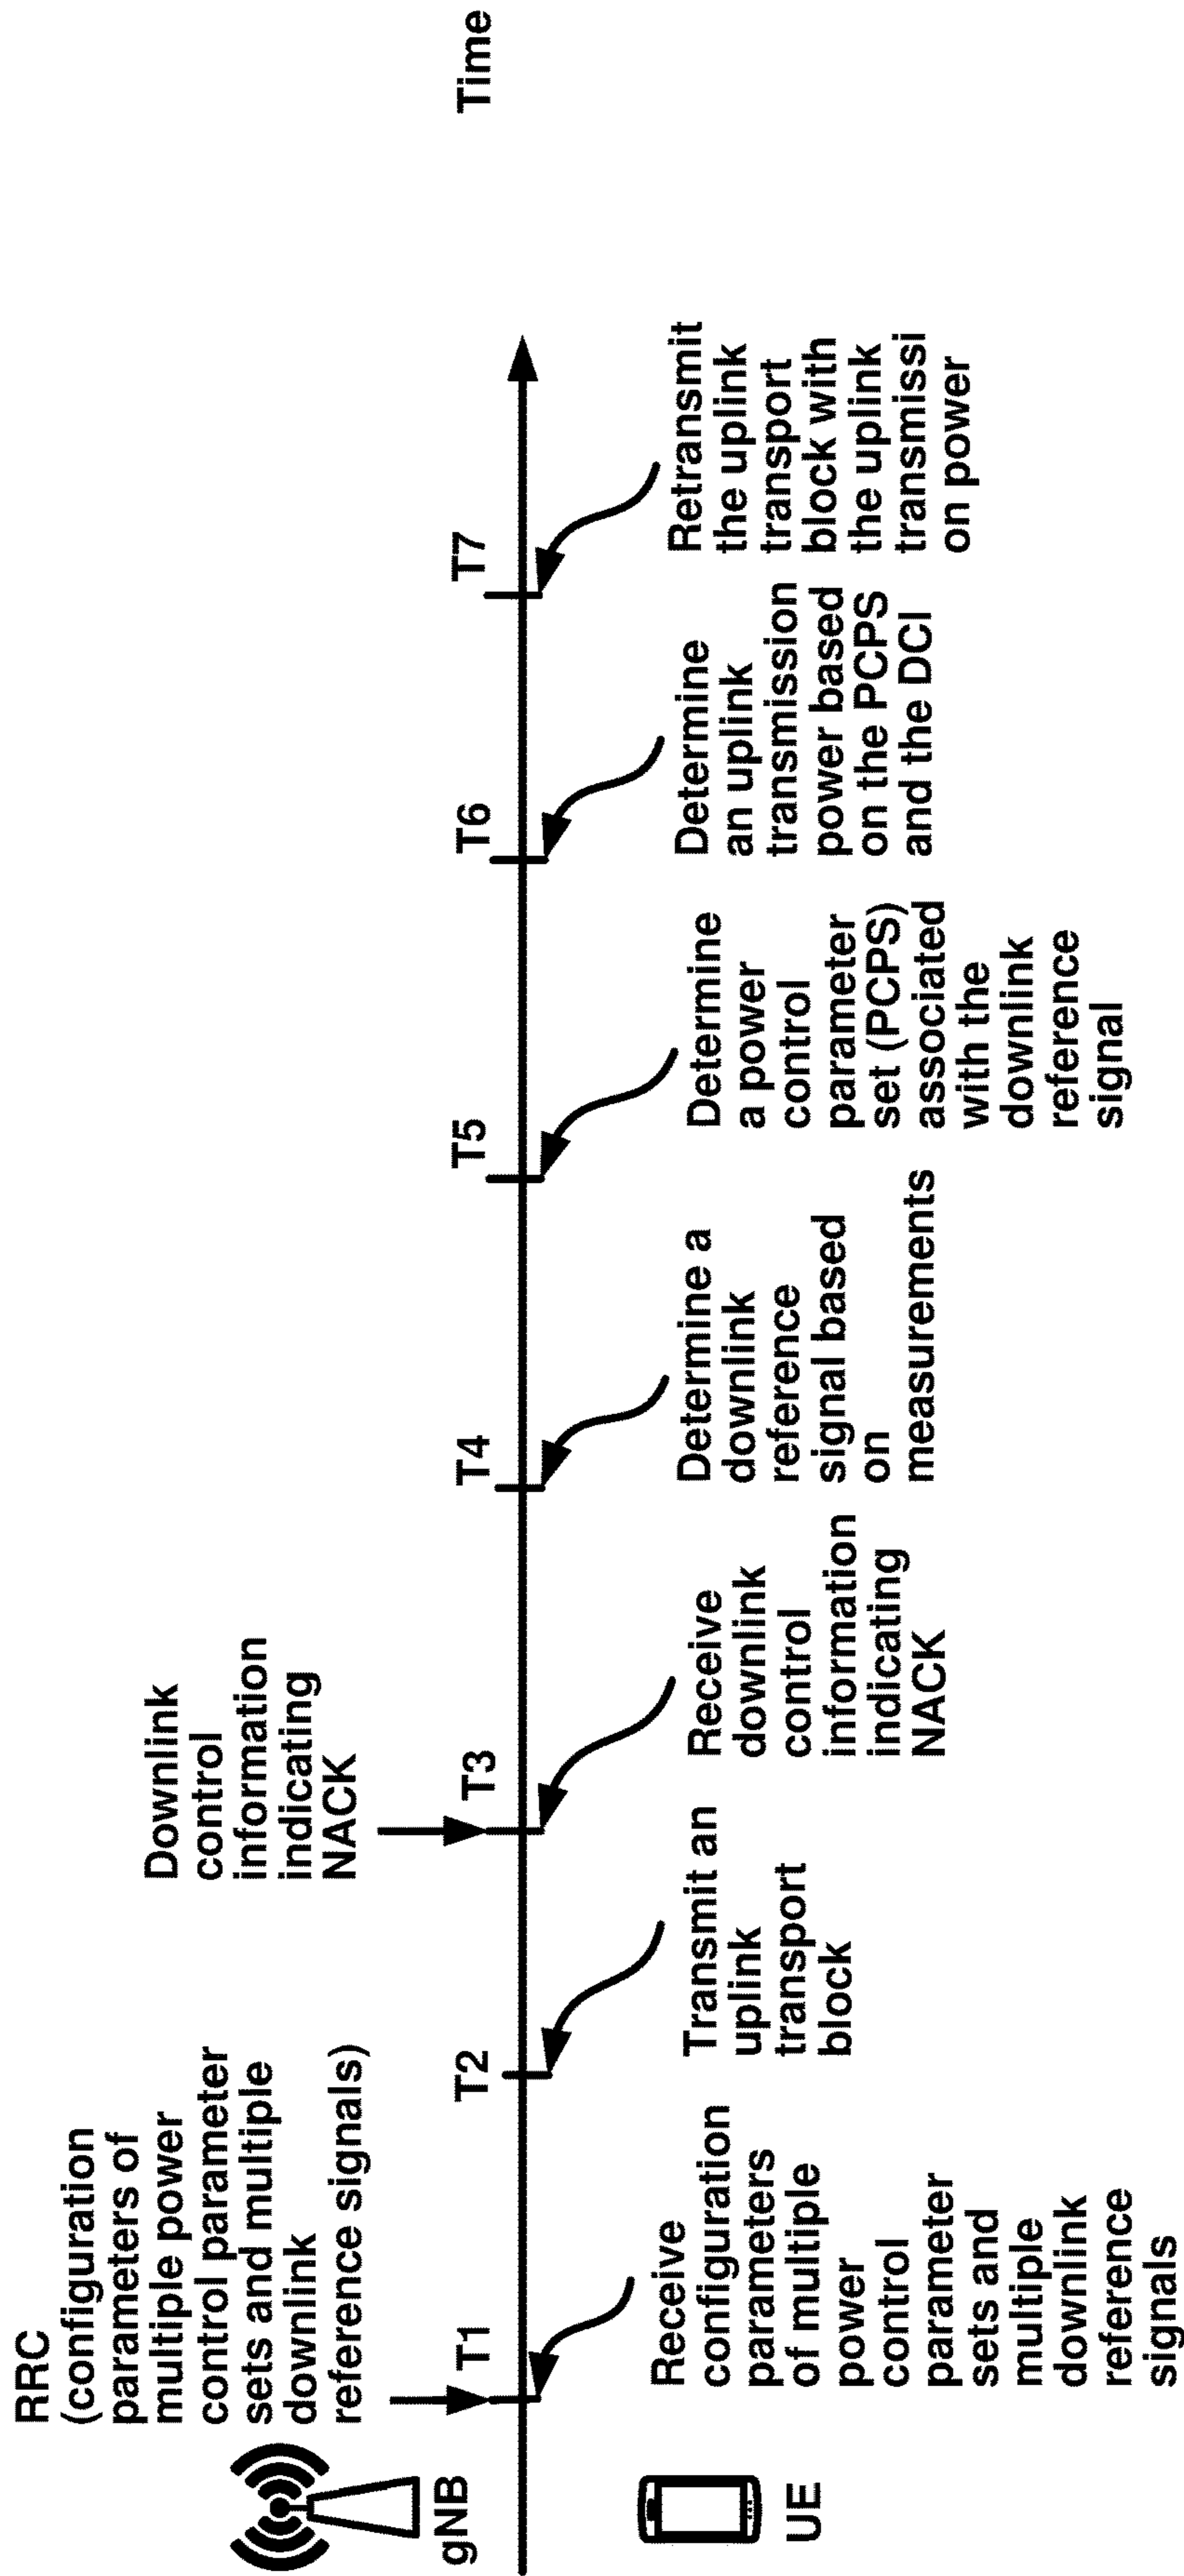 RRC
(configuration
parameters of
multiple power
control parameter
sets and multiple
downlink
reference signals)
Downlink
control
information
indicating
NACK
gNB
T1
T2
T3
T4
T5
T6
T7
Time
UE
Receive
configuration
parameters
of multiple
power
control
parameter
sets and
multiple
downlink
reference
signals
Transmit an
uplink
transport
block
Receive
downlink
control
information
indicating
NACK
Determine a
downlink
reference
signal based
on
measurements
Determine
a power
control
parameter
set (PCPS)
associated
with the
downlink
reference
signal
Determine
an uplink
transmission
power based
on the PCPS
and the DCI
Retransmit
the uplink
transport
block with
the uplink
transmissi
on power